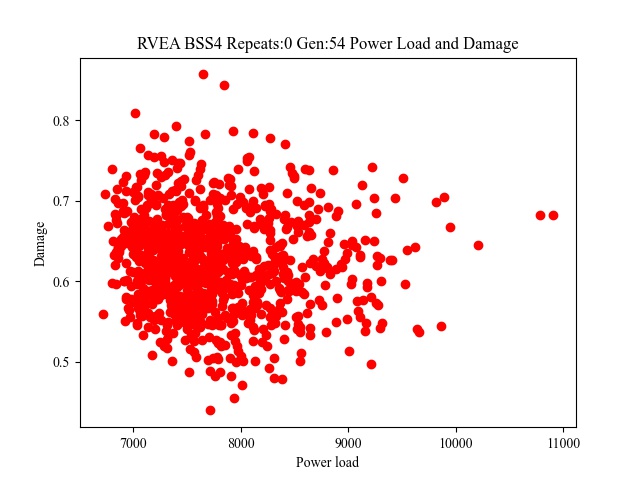 RVEA BSS4 Repeats:0 Gen:54 Power Load and Damage
0.8
0.7
0.6
0.5
Damage
7000 8000 9000 10000 11000
Power load